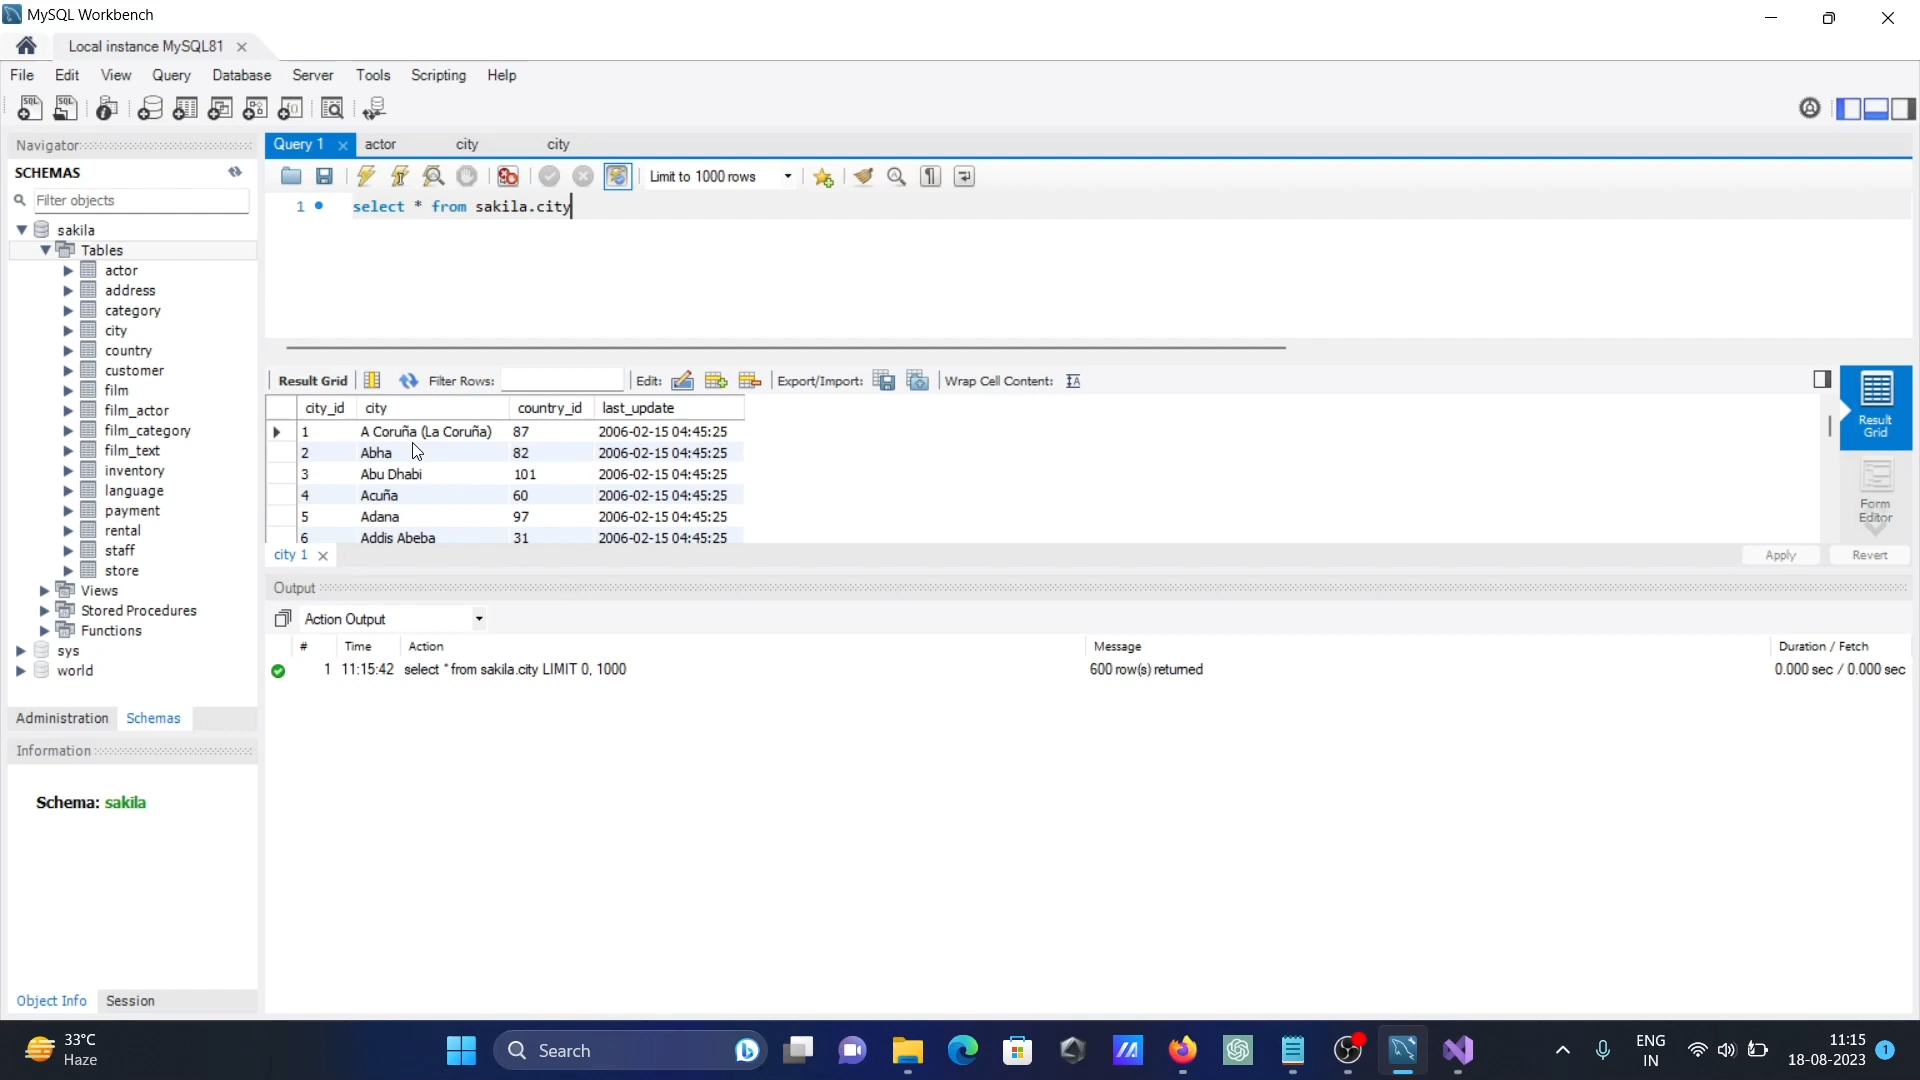 MySQL Workbench
Local instance MySQL81
File Edit View Query Database Server Tools Scripting Help
Navigator
SCHEMAS
Filter objects
sakila
Tables
actor
address
category
city
country
customer
film
film_actor
film_category
film_text
inventory
language
payment
rental
staff
store
Views
Stored Procedures
Functions
sys
world
Administration Schemas
Information
Schema: sakila
Object Info Session
Query 1 actor city city
Limit to 1000 rows
1 select * from sakila.city
Result Grid Filter Rows: Edit: Export/Import: Wrap Cell Content:
city_id city country_id last_update
1 A Coruña (La Coruña) 87 2006-02-15 04:45:25
2 Abha 82 2006-02-15 04:45:25
3 Abu Dhabi 101 2006-02-15 04:45:25
4 Acuña 60 2006-02-15 04:45:25
5 Adana 97 2006-02-15 04:45:25
6 Addis Abeba 31 2006-02-15 04:45:25
Result
Grid
Form
Editor
city 1 Apply Revert
Output
Action Output
# Time Action Message Duration / Fetch
1 11:15:42 select * from sakila.city LIMIT 0, 1000 600 row(s) returned 0.000 sec / 0.000 sec
33°C
Haze
Search
ENG
IN
11:15
18-08-2023
1